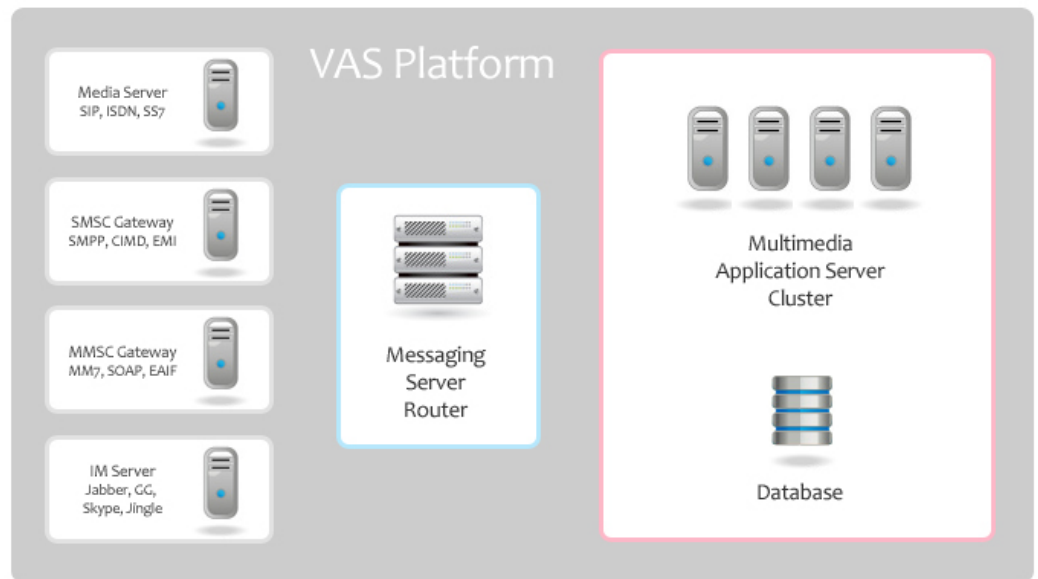 VAS Platform
Media Server
SIP, ISDN, SS7
SMSC Gateway
SMPP, CIMD, EMI
MMSC Gateway
MM7, SOAP, EAIF
IM Server
Jabber, GG,
Skype, Jingle
Messaging
Server
Router
Multimedia
Application Server
Cluster
Database